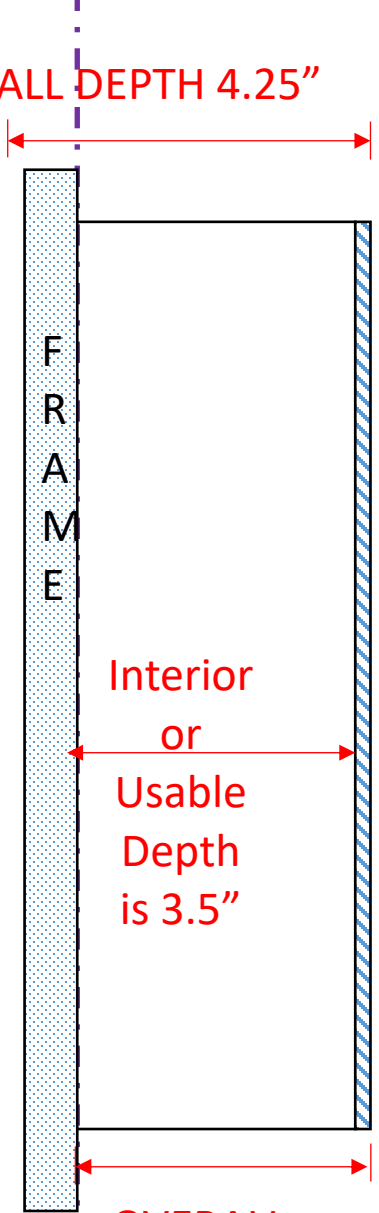 ALL DEPTH 4.25”
F
R
A
M
E
Interior
or
Usable
Depth
is 3.5”